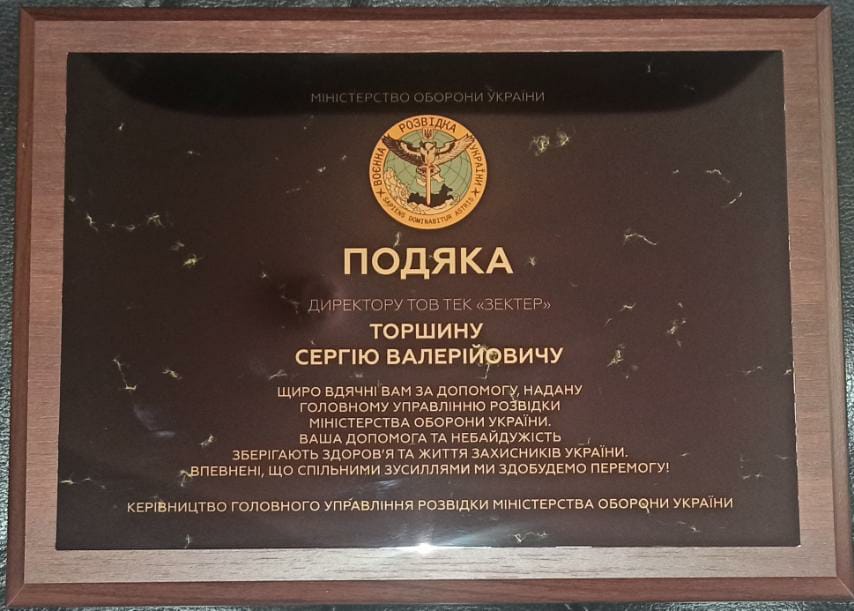 МІНІСТЕРСТВО ОБОРОНИ УКРАЇНИ
ВОЄННА РОЗВІДКА УКРАЇНИ
SAPIENS DOMINABITUR ASTRIS
ПОДЯКА
ДИРЕКТОРУ ТОВ ТЕК «ЗЕКТЕР»
ТОРШИНУ
СЕРГІЮ ВАЛЕРІЙОВИЧУ
ЩИРО ВДЯЧНІ ВАМ ЗА ДОПОМОГУ, НАДАНУ
ГОЛОВНОМУ УПРАВЛІННЮ РОЗВІДКИ
МІНІСТЕРСТВА ОБОРОНИ УКРАЇНИ.
ВАША ДОПОМОГА ТА НЕБАЙДУЖІСТЬ
ЗБЕРІГАЮТЬ ЗДОРОВ'Я ТА ЖИТТЯ ЗАХИСНИКІВ УКРАЇНИ.
ВПЕВНЕНІ, ЩО СПІЛЬНИМИ ЗУСИЛЛЯМИ МИ ЗДОБУДЕМО ПЕРЕМОГУ!
КЕРІВНИЦТВО ГОЛОВНОГО УПРАВЛІННЯ РОЗВІДКИ МІНІСТЕРСТВА ОБОРОНИ УКРАЇНИ